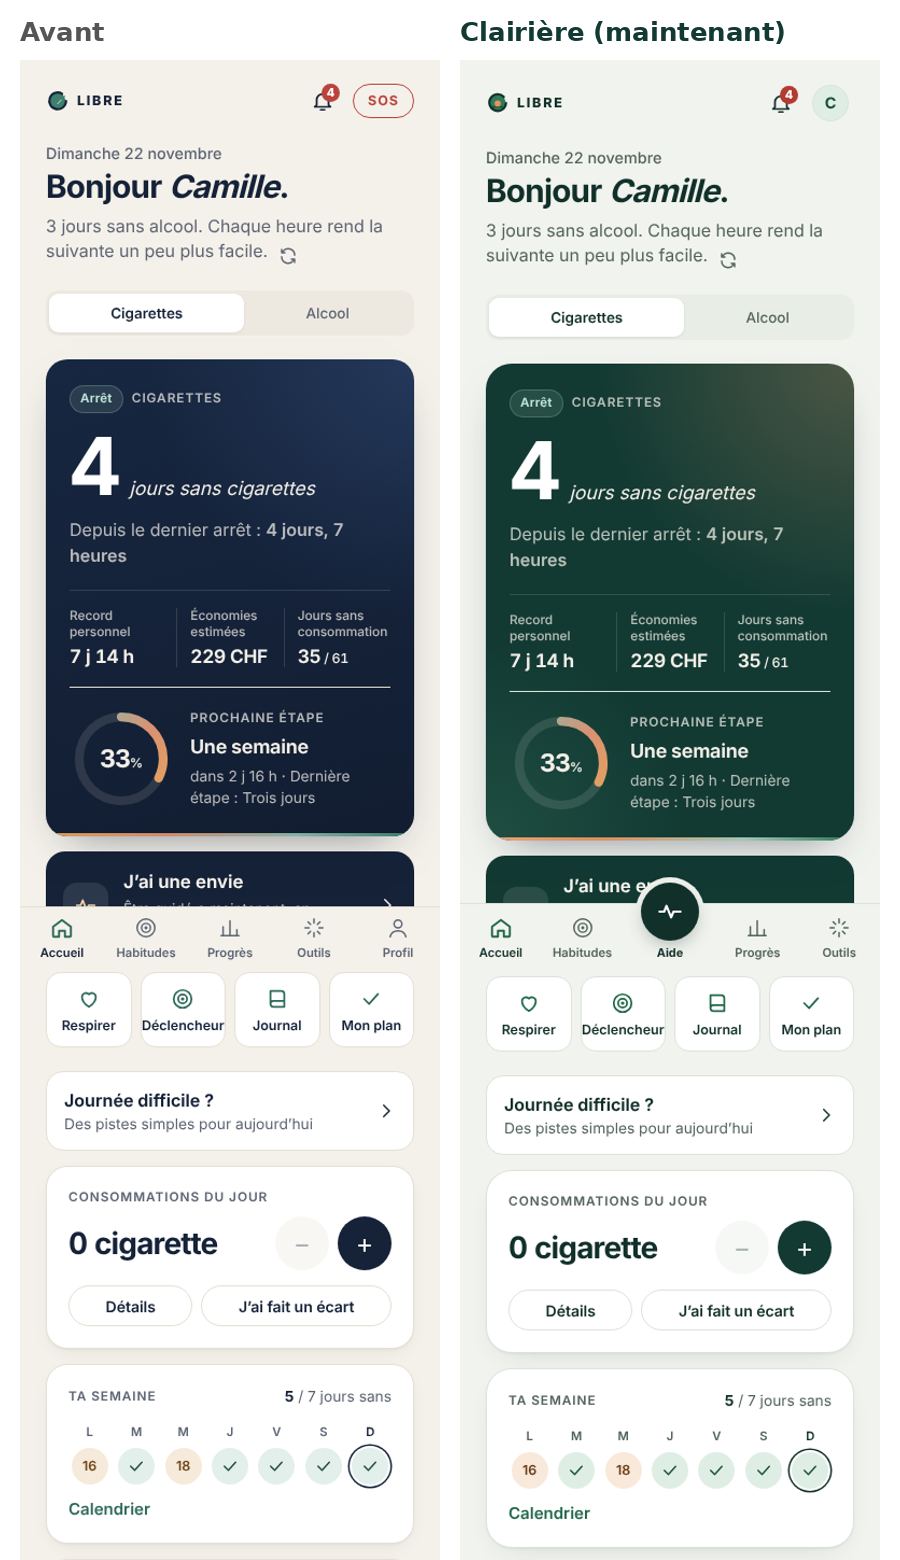 Avant
LIBRE
4
SOS
Dimanche 22 novembre
Bonjour Camille.
3 jours sans alcool. Chaque heure rend la
suivante un peu plus facile.
Cigarettes
Alcool
Arrêt
CIGARETTES
4 jours sans cigarettes
Depuis le dernier arrêt : 4 jours, 7
heures
Record
personnel
7 j 14 h
Économies
estimées
229 CHF
Jours sans
consommation
35 / 61
33%
PROCHAINE ÉTAPE
Une semaine
dans 2 j 16 h · Dernière
étape : Trois jours
J’ai une envie
Accueil
Habitudes
Progrès
Outils
Profil
Respirer
Déclencheur
Journal
Mon plan
Journée difficile ?
Des pistes simples pour aujourd’hui
CONSOMMATIONS DU JOUR
0 cigarette
−
+
Détails
J’ai fait un écart
TA SEMAINE
5 / 7 jours sans
L M M J V S D
16
18
Calendrier
Clairière (maintenant)
LIBRE
4
C
Dimanche 22 novembre
Bonjour Camille.
3 jours sans alcool. Chaque heure rend la
suivante un peu plus facile.
Cigarettes
Alcool
Arrêt
CIGARETTES
4 jours sans cigarettes
Depuis le dernier arrêt : 4 jours, 7
heures
Record
personnel
7 j 14 h
Économies
estimées
229 CHF
Jours sans
consommation
35 / 61
33%
PROCHAINE ÉTAPE
Une semaine
dans 2 j 16 h · Dernière
étape : Trois jours
J’ai une
Accueil
Habitudes
Aide
Progrès
Outils
Respirer
Déclencheur
Journal
Mon plan
Journée difficile ?
Des pistes simples pour aujourd’hui
CONSOMMATIONS DU JOUR
0 cigarette
−
+
Détails
J’ai fait un écart
TA SEMAINE
5 / 7 jours sans
L M M J V S D
16
18
Calendrier